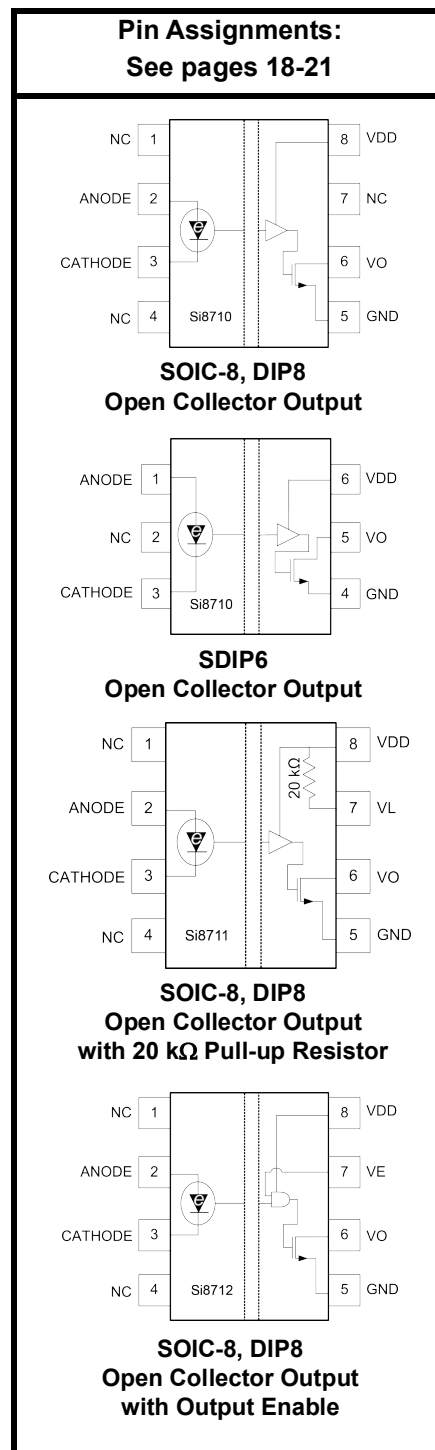 Pin Assignments:
See pages 18-21
NC 1
8 VDD
ANODE 2
7 NC
e
CATHODE 3
6 VO
NC 4
Si8710
5 GND
SOIC-8, DIP8
Open Collector Output
ANODE 1
6 VDD
e
NC 2
5 VO
CATHODE 3
Si8710
4 GND
SDIP6
Open Collector Output
NC 1
8 VDD
20 kΩ
ANODE 2
7 VL
e
CATHODE 3
6 VO
NC 4
Si8711
5 GND
SOIC-8, DIP8
Open Collector Output
with 20 kΩ Pull-up Resistor
NC 1
8 VDD
ANODE 2
7 VE
e
CATHODE 3
6 VO
NC 4
Si8712
5 GND
SOIC-8, DIP8
Open Collector Output
with Output Enable